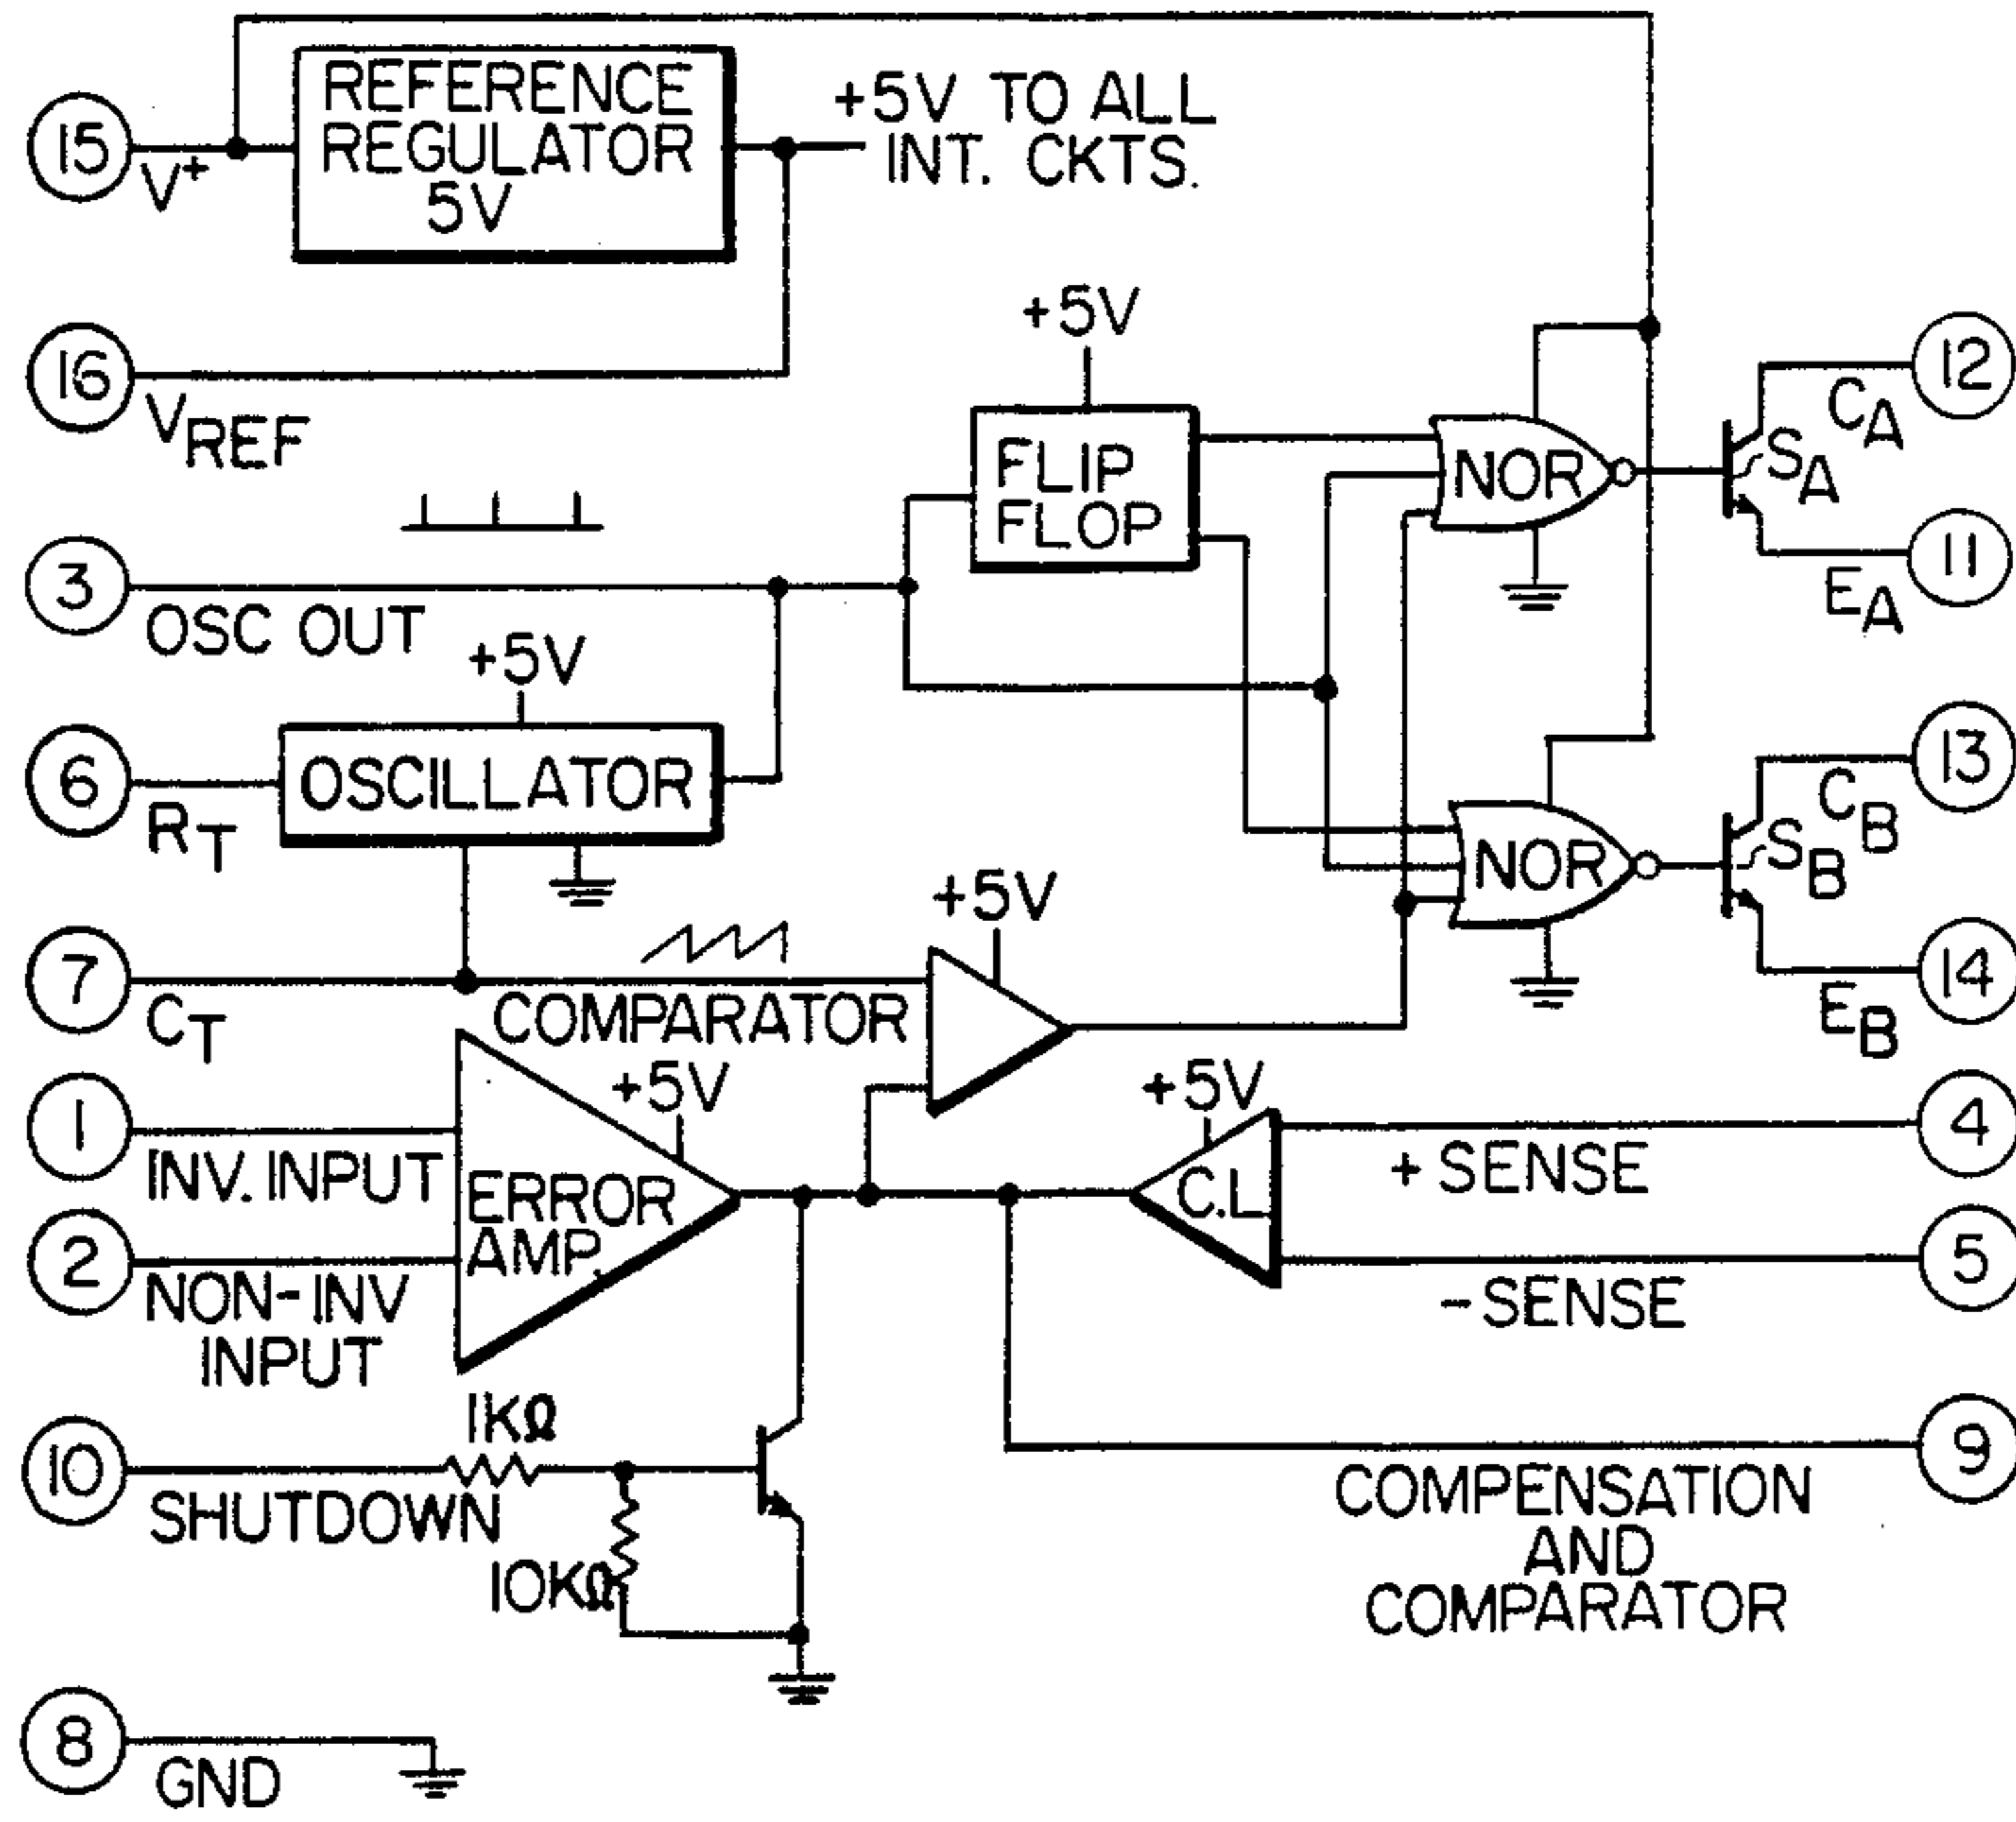 REFERENCE
REGULATOR
5V
+5V TO ALL
INT. CKTS.
15
V+
16
VREF
+5V
FLIP
FLOP
NOR
12
CA
SA
11
EA
3
OSC OUT
+5V
6
RT
OSCILLATOR
13
CB
NOR
SB
14
EB
7
CT
COMPARATOR
+5V
1
INV. INPUT
+5V
ERROR
AMP.
2
NON-INV
INPUT
+5V
C.L.
4
+ SENSE
5
- SENSE
1KΩ
10
SHUTDOWN
10KΩ
9
COMPENSATION
AND
COMPARATOR
8
GND